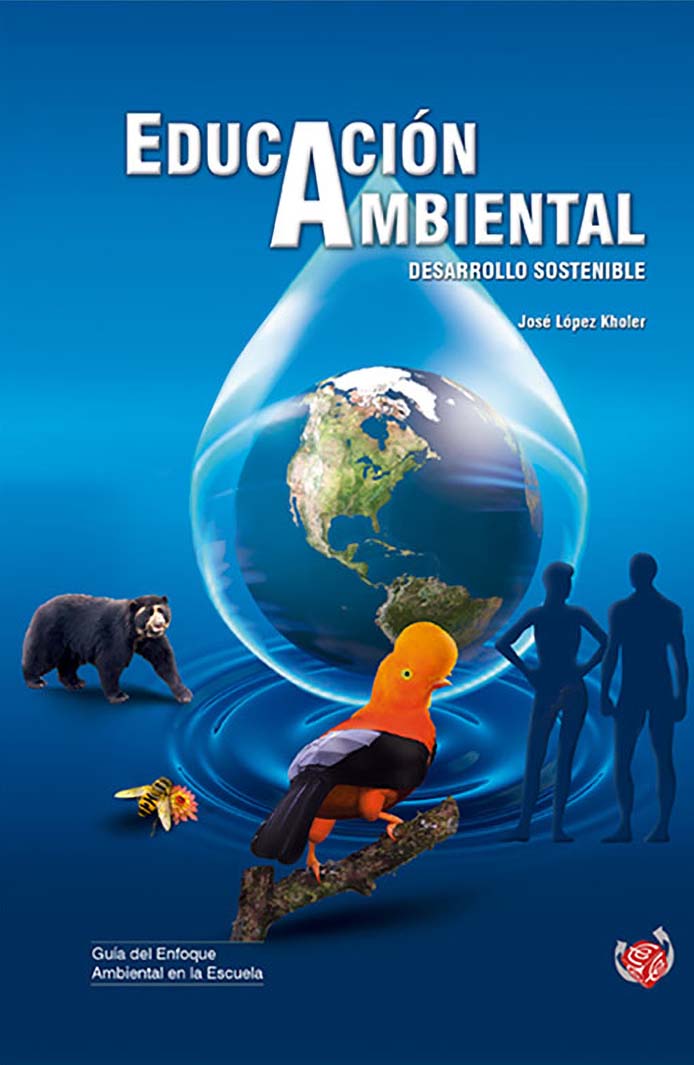 EDUCACIÓN
AMBIENTAL
DESARROLLO SOSTENIBLE
José López Kholer
Guía del Enfoque
Ambiental en la Escuela